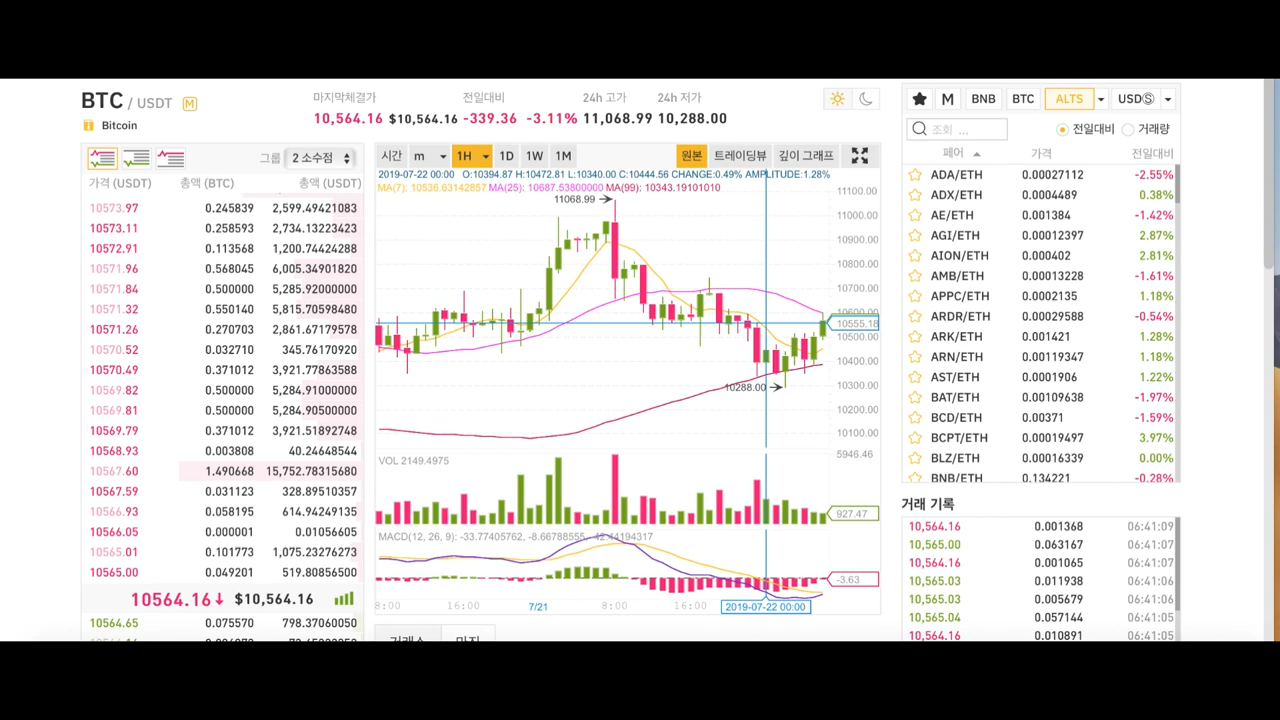 BTC / USDT M
Bitcoin
마지막체결가 전일대비 24h 고가 24h 저가
10,564.16 $10,564.16 -339.36 -3.11% 11,068.99 10,288.00
그룹 2 소수점
가격 (USDT) 총액 (BTC) 총액 (USDT)
10573.97 0.245839 2,599.49421083
10573.11 0.258593 2,734.13223423
10572.91 0.113568 1,200.74424288
10571.96 0.568045 6,005.34901820
10571.84 0.500000 5,285.92000000
10571.32 0.550140 5,815.70598480
10571.26 0.270703 2,861.67179578
10570.52 0.032710 345.76170920
10570.49 0.371012 3,921.77863588
10569.82 0.500000 5,284.91000000
10569.81 0.500000 5,284.90500000
10569.79 0.371012 3,921.51892748
10568.93 0.003808 40.24648544
10567.60 1.490668 15,752.78315680
10567.59 0.031123 328.89510357
10566.93 0.058195 614.94249135
10566.05 0.000001 0.01056605
10565.01 0.101773 1,075.23276273
10565.00 0.049201 519.80856500
10564.16↓ $10,564.16
10564.65 0.075570 798.37060050
시간 m 1H 1D 1W 1M 원본 트레이딩뷰 깊이 그래프
2019-07-22 00:00 O:10394.87 H:10472.81 L:10340.00 C:10444.56 CHANGE:0.49% AMPLITUDE:1.28%
MA(7): 10536.63142857 MA(25): 10687.53800000 MA(99): 10343.19101010
11068.99
10288.00
11100.00
11000.00
10900.00
10800.00
10700.00
10600.00
10555.18
10500.00
10400.00
10300.00
10200.00
10100.00
VOL 2149.4975
5946.46
927.47
MACD(12, 26, 9): -33.77405762, -8.66788555, -42.44194317
-3.63
8:00 16:00 7/21 8:00 16:00 2019-07-22 00:00
M BNB BTC ALTS USDⓈ
조회 ... 전일대비 거래량
페어 가격 전일대비
ADA/ETH 0.00027112 -2.55%
ADX/ETH 0.0004489 0.38%
AE/ETH 0.001384 -1.42%
AGI/ETH 0.00012397 2.87%
AION/ETH 0.000402 2.81%
AMB/ETH 0.00013228 -1.61%
APPC/ETH 0.0002135 1.18%
ARDR/ETH 0.00029588 -0.54%
ARK/ETH 0.001421 1.28%
ARN/ETH 0.00119347 1.18%
AST/ETH 0.0001906 1.22%
BAT/ETH 0.00109638 -1.97%
BCD/ETH 0.00371 -1.59%
BCPT/ETH 0.00019497 3.97%
BLZ/ETH 0.00016339 0.00%
BNB/ETH 0.134221 -0.28%
거래 기록
10,564.16 0.001368 06:41:09
10,565.00 0.063167 06:41:07
10,564.16 0.001065 06:41:07
10,565.03 0.011938 06:41:06
10,565.03 0.005679 06:41:06
10,565.04 0.057144 06:41:05
10,564.16 0.010891 06:41:05